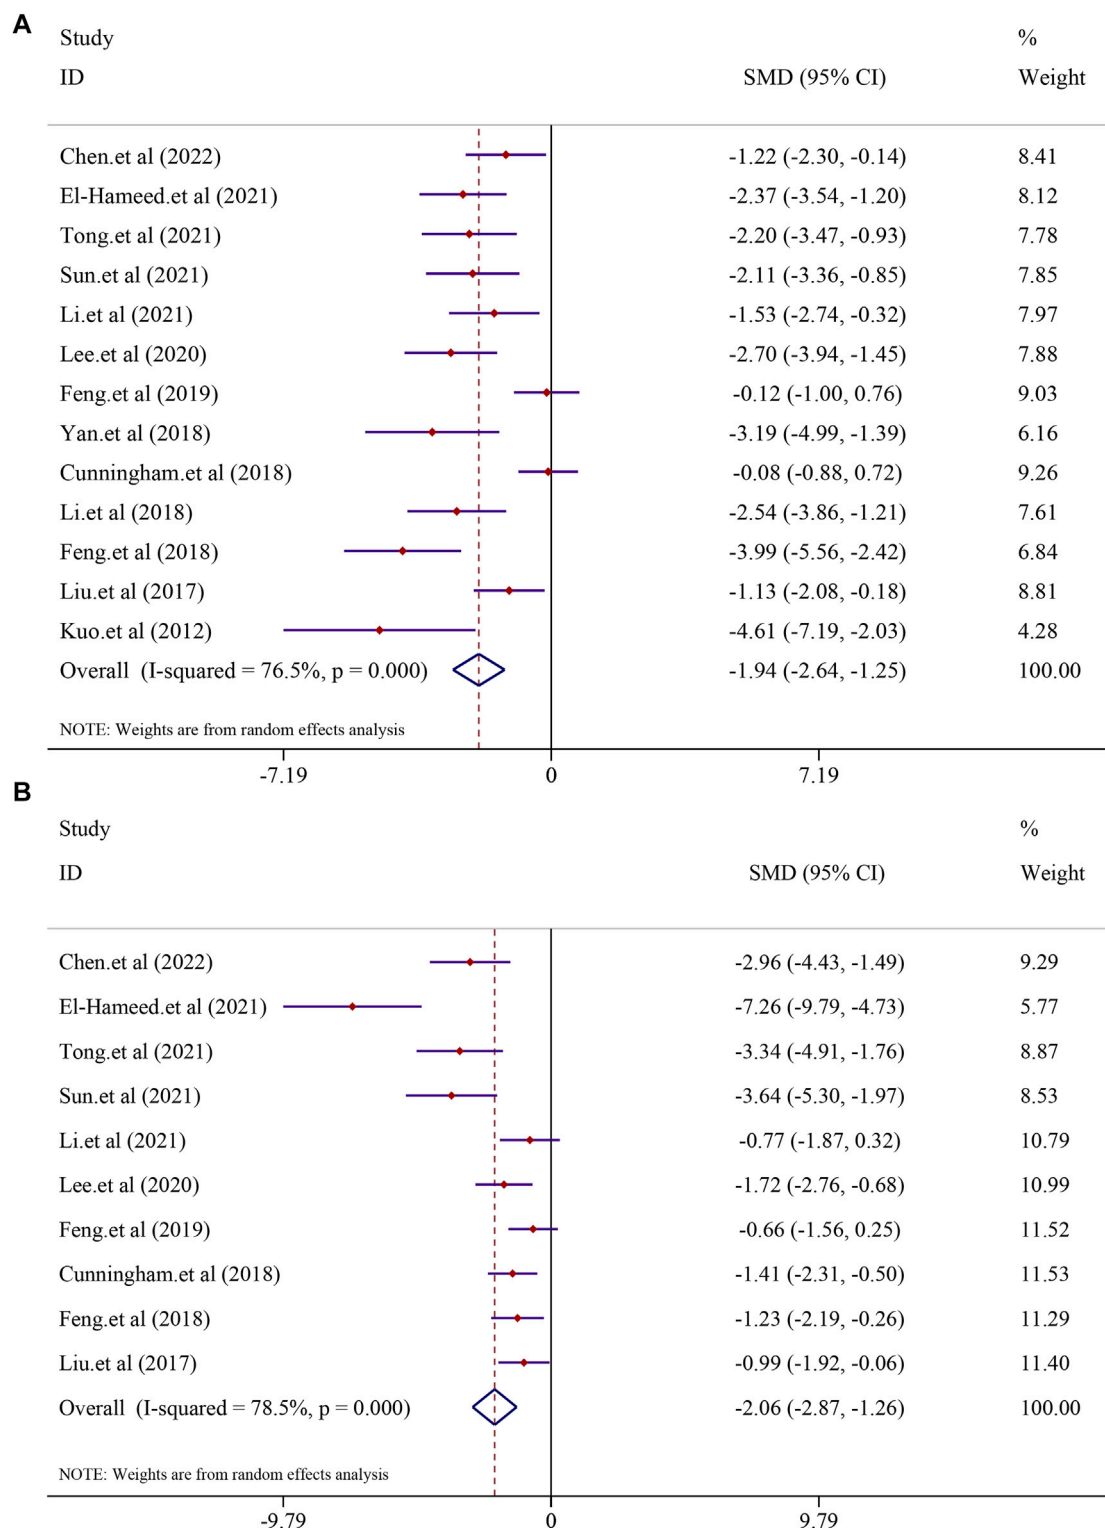 A
Study %
ID SMD (95% CI) Weight
Chen.et al (2022) -1.22 (-2.30, -0.14) 8.41
El-Hameed.et al (2021) -2.37 (-3.54, -1.20) 8.12
Tong.et al (2021) -2.20 (-3.47, -0.93) 7.78
Sun.et al (2021) -2.11 (-3.36, -0.85) 7.85
Li.et al (2021) -1.53 (-2.74, -0.32) 7.97
Lee.et al (2020) -2.70 (-3.94, -1.45) 7.88
Feng.et al (2019) -0.12 (-1.00, 0.76) 9.03
Yan.et al (2018) -3.19 (-4.99, -1.39) 6.16
Cunningham.et al (2018) -0.08 (-0.88, 0.72) 9.26
Li.et al (2018) -2.54 (-3.86, -1.21) 7.61
Feng.et al (2018) -3.99 (-5.56, -2.42) 6.84
Liu.et al (2017) -1.13 (-2.08, -0.18) 8.81
Kuo.et al (2012) -4.61 (-7.19, -2.03) 4.28
Overall (I-squared = 76.5%, p = 0.000) -1.94 (-2.64, -1.25) 100.00
NOTE: Weights are from random effects analysis
-7.19 0 7.19
B
Study %
ID SMD (95% CI) Weight
Chen.et al (2022) -2.96 (-4.43, -1.49) 9.29
El-Hameed.et al (2021) -7.26 (-9.79, -4.73) 5.77
Tong.et al (2021) -3.34 (-4.91, -1.76) 8.87
Sun.et al (2021) -3.64 (-5.30, -1.97) 8.53
Li.et al (2021) -0.77 (-1.87, 0.32) 10.79
Lee.et al (2020) -1.72 (-2.76, -0.68) 10.99
Feng.et al (2019) -0.66 (-1.56, 0.25) 11.52
Cunningham.et al (2018) -1.41 (-2.31, -0.50) 11.53
Feng.et al (2018) -1.23 (-2.19, -0.26) 11.29
Liu.et al (2017) -0.99 (-1.92, -0.06) 11.40
Overall (I-squared = 78.5%, p = 0.000) -2.06 (-2.87, -1.26) 100.00
NOTE: Weights are from random effects analysis
-9.79 0 9.79